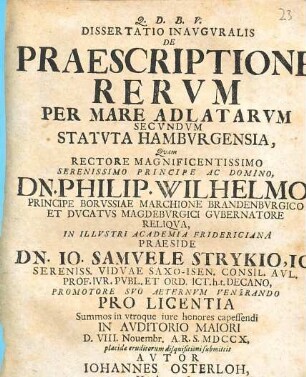 23
Q. D. B. V.
DISSERTATIO INAVGVRALIS
DE
PRAESCRIPTIONE
RERVM
PER MARE ADLATARVM
SECVNDVM
STATVTA HAMBVRGENSIA,
Quam
RECTORE MAGNIFICENTISSIMO
SERENISSIMO PRINCIPE AC DOMINO,
DN. PHILIP. WILHELMO
PRINCIPE BORVSSIAE MARCHIONE BRANDENBVRGICO
ET DVCATVS MAGDEBVRGICI GVBERNATORE
RELIQVA,
IN ILLVSTRI ACADEMIA FRIDERICIANA
PRAESIDE
DN. IO. SAMVELE STRYKIO, IC
SERENISS. VIDVAE SAXO-ISEN. CONSIL. AVL.
PROF. IVR. PVBL. ET ORD. ICT. h.t. DECANO,
PROMOTORE SVO AETERNVM VENERANDO
PRO LICENTIA
Summos in vtroque iure honores capessendi
IN AVDITORIO MAIORI
D. VIII. Nouembr. A.R.S. MDCCX,
placida eruditorum disquisitioni submittit
AVTOR
IOHANNES OSTERLOH,